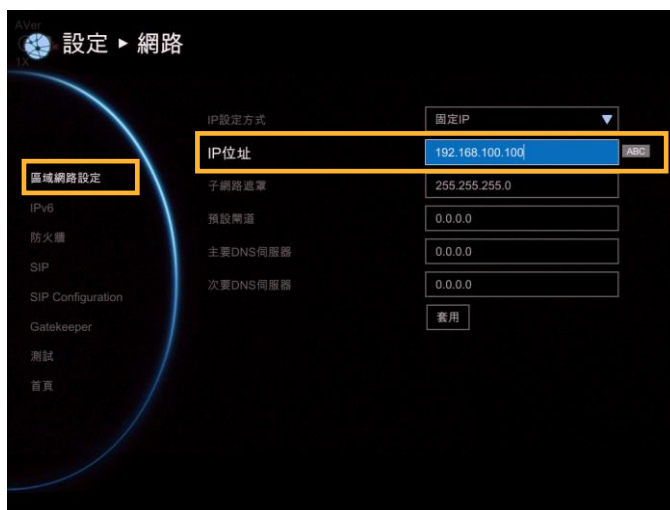 AVer
設定 ► 網路
1X
IP設定方式 固定IP ▼
IP位址 192.168.100.100 ABC
區域網路設定
子網路遮罩 255.255.255.0
IPv6
預設閘道 0.0.0.0
防火牆
主要DNS伺服器 0.0.0.0
SIP
次要DNS伺服器 0.0.0.0
SIP Configuration
套用
Gatekeeper
測試
首頁